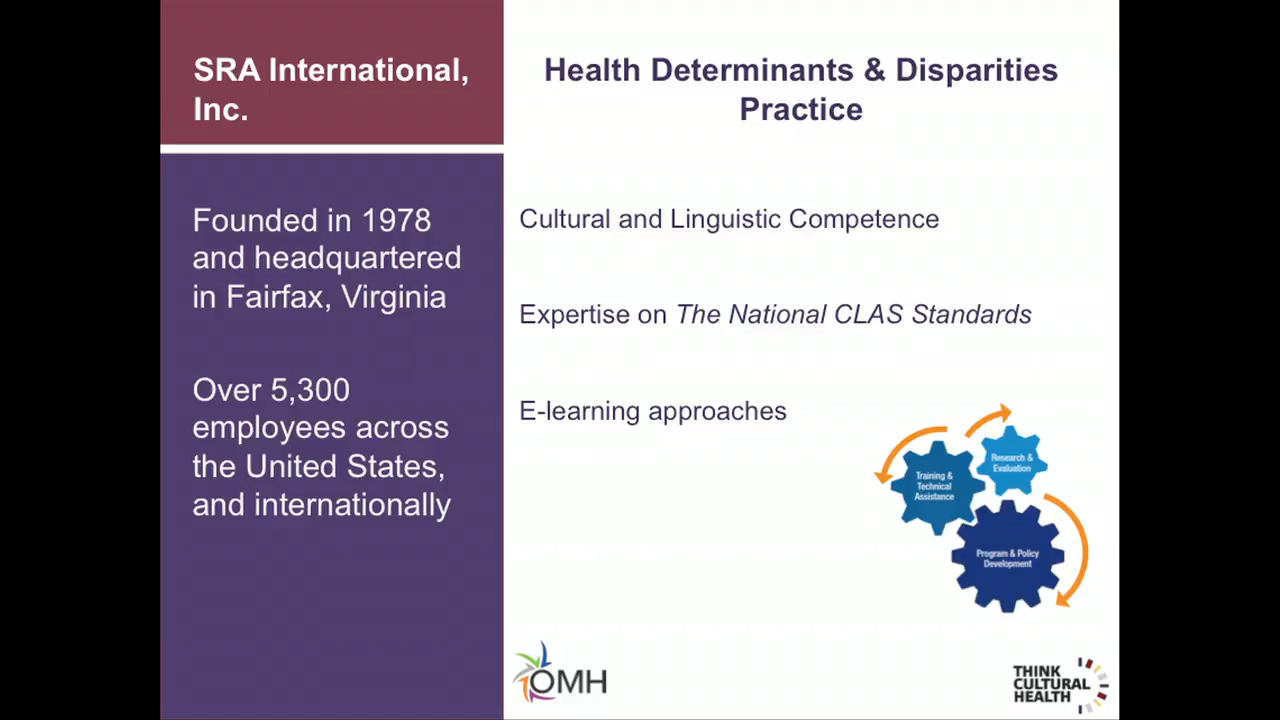 SRA International,
Inc.
Founded in 1978
and headquartered
in Fairfax, Virginia
Over 5,300
employees across
the United States,
and internationally
Health Determinants & Disparities
Practice
Cultural and Linguistic Competence
Expertise on The National CLAS Standards
E-learning approaches
Training &
Technical
Assistance
Research &
Evaluation
Program & Policy
Development
OMH
THINK
CULTURAL
HEALTH